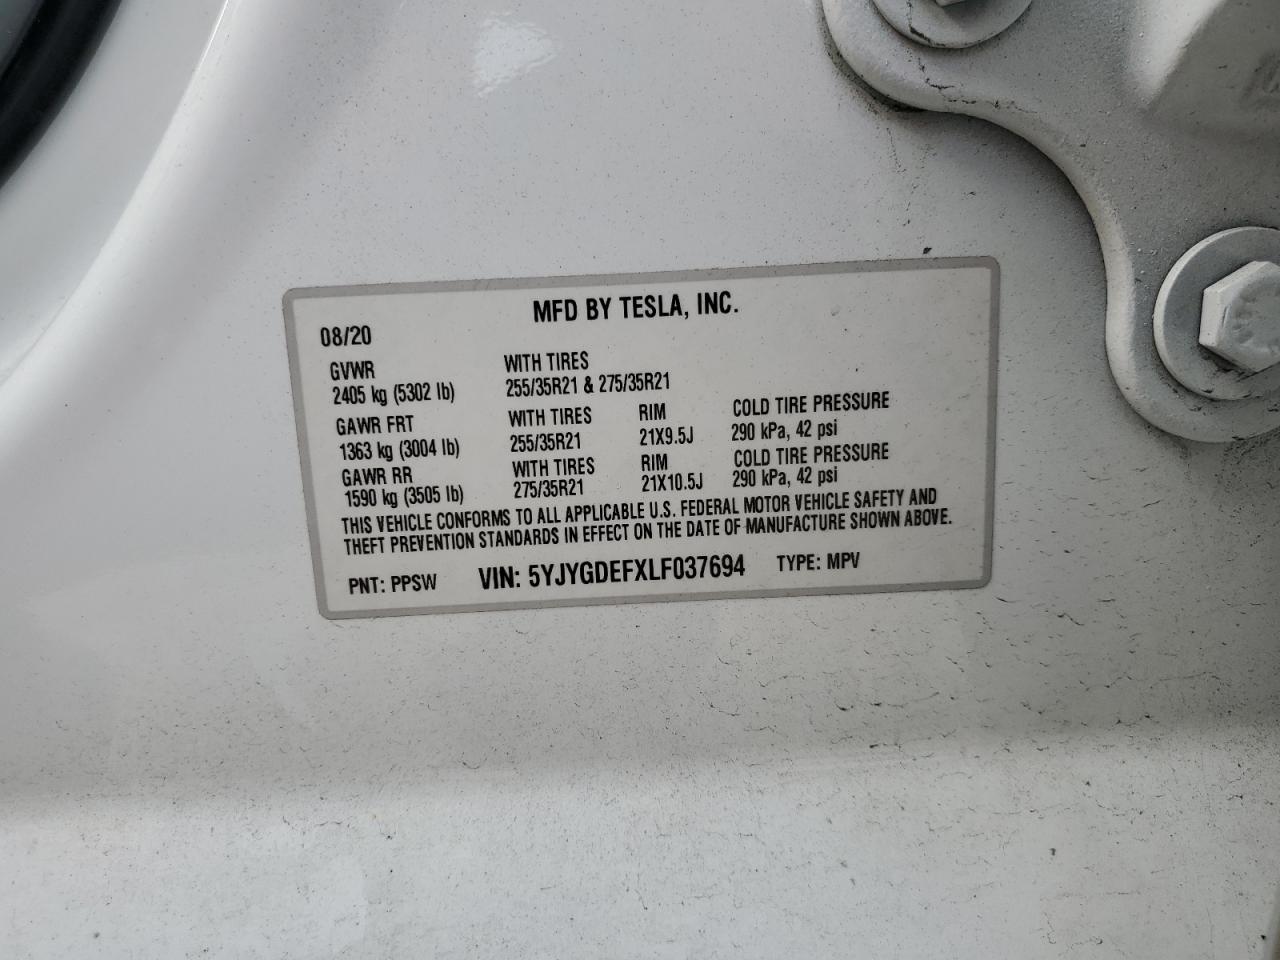 MFD BY TESLA, INC.
08/20
GVWR WITH TIRES
2405 kg (5302 lb) 255/35R21 & 275/35R21
GAWR FRT WITH TIRES RIM COLD TIRE PRESSURE
1363 kg (3004 lb) 255/35R21 21X9.5J 290 kPa, 42 psi
GAWR RR WITH TIRES RIM COLD TIRE PRESSURE
1590 kg (3505 lb) 275/35R21 21X10.5J 290 kPa, 42 psi
THIS VEHICLE CONFORMS TO ALL APPLICABLE U.S. FEDERAL MOTOR VEHICLE SAFETY AND
THEFT PREVENTION STANDARDS IN EFFECT ON THE DATE OF MANUFACTURE SHOWN ABOVE.
PNT: PPSW VIN: 5YJYGDEFXLF037694 TYPE: MPV